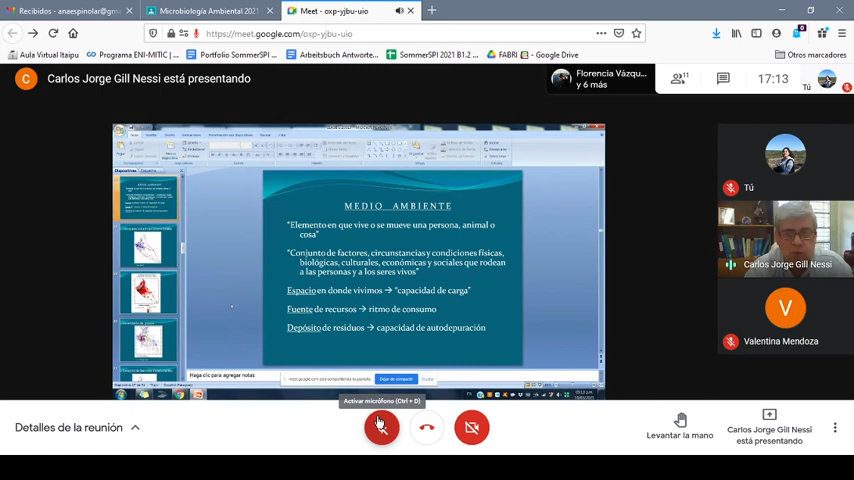 Recibidos - anaespinolar@gma
Microbiología Ambiental 2021
Meet - oxp-yjbu-uio
https://meet.google.com/oxp-yjbu-uio
Aula Virtual Itaipu
Programa ENI-MITIC | ...
Portfolio SommerSPI ...
Arbeitsbuch Antworte...
SommerSPI 2021 B1.2 ...
FABRI - Google Drive
Otros marcadores
C
Carlos Jorge Gill Nessi está presentando
Florencia Vázqu...
y 6 más
11
17:13
Tú
MEDIO AMBIENTE
"Elemento en que vive o se mueve una persona, animal o
cosa"
"Conjunto de factores, circunstancias y condiciones físicas,
biológicas, culturales, económicas y sociales que rodean
a las personas y a los seres vivos"
Espacio en donde vivimos → "capacidad de carga"
Fuente de recursos → ritmo de consumo
Depósito de residuos → capacidad de autodepuración
Haga clic para agregar notas
Dejar de compartir
Tú
Carlos Jorge Gill Nessi
V
Valentina Mendoza
Activar micrófono (Ctrl + D)
Detalles de la reunión
Levantar la mano
Carlos Jorge Gill Nessi
está presentando